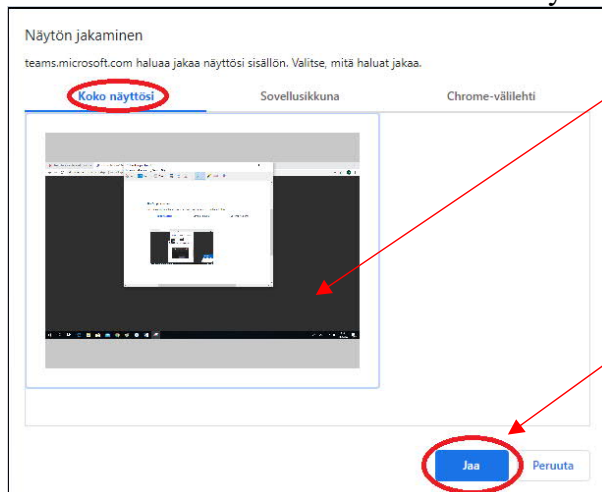 Näytön jakaminen
teams.microsoft.com haluaa jakaa näyttösi sisällön. Valitse, mitä haluat jakaa.
Koko näyttösi Sovellusikkuna Chrome-välilehti
Jaa Peruuta